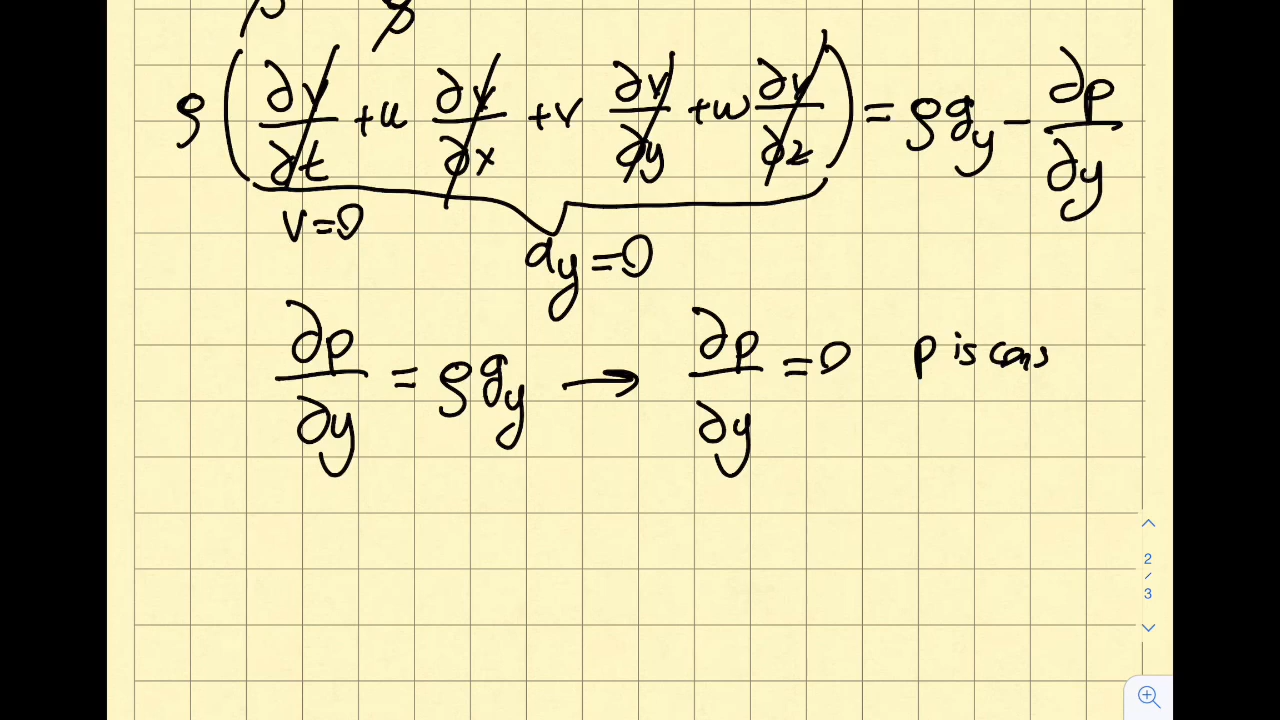 ρ(∂v/∂t + u ∂v/∂x + v ∂v/∂y + w ∂v/∂z) = ρg_y − ∂p/∂y
v=0
a_y=0
∂p/∂y = ρg_y → ∂p/∂y = 0 p is cons
2
/
3